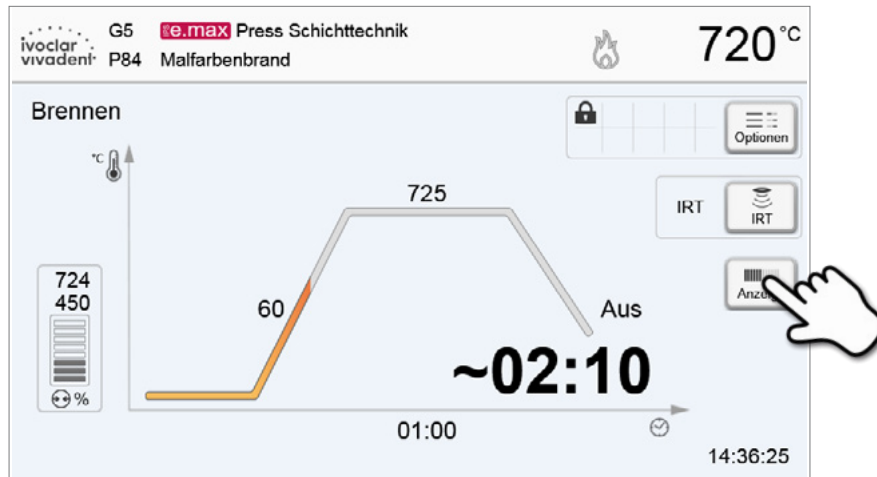 ivoclar vivadent G5 IPS e.max Press Schichttechnik 720°C
P84 Malfarbenbrand
Brennen
Optionen
°C
725
IRT IRT
724
450
60
Aus
~02:10
%
01:00
14:36:25